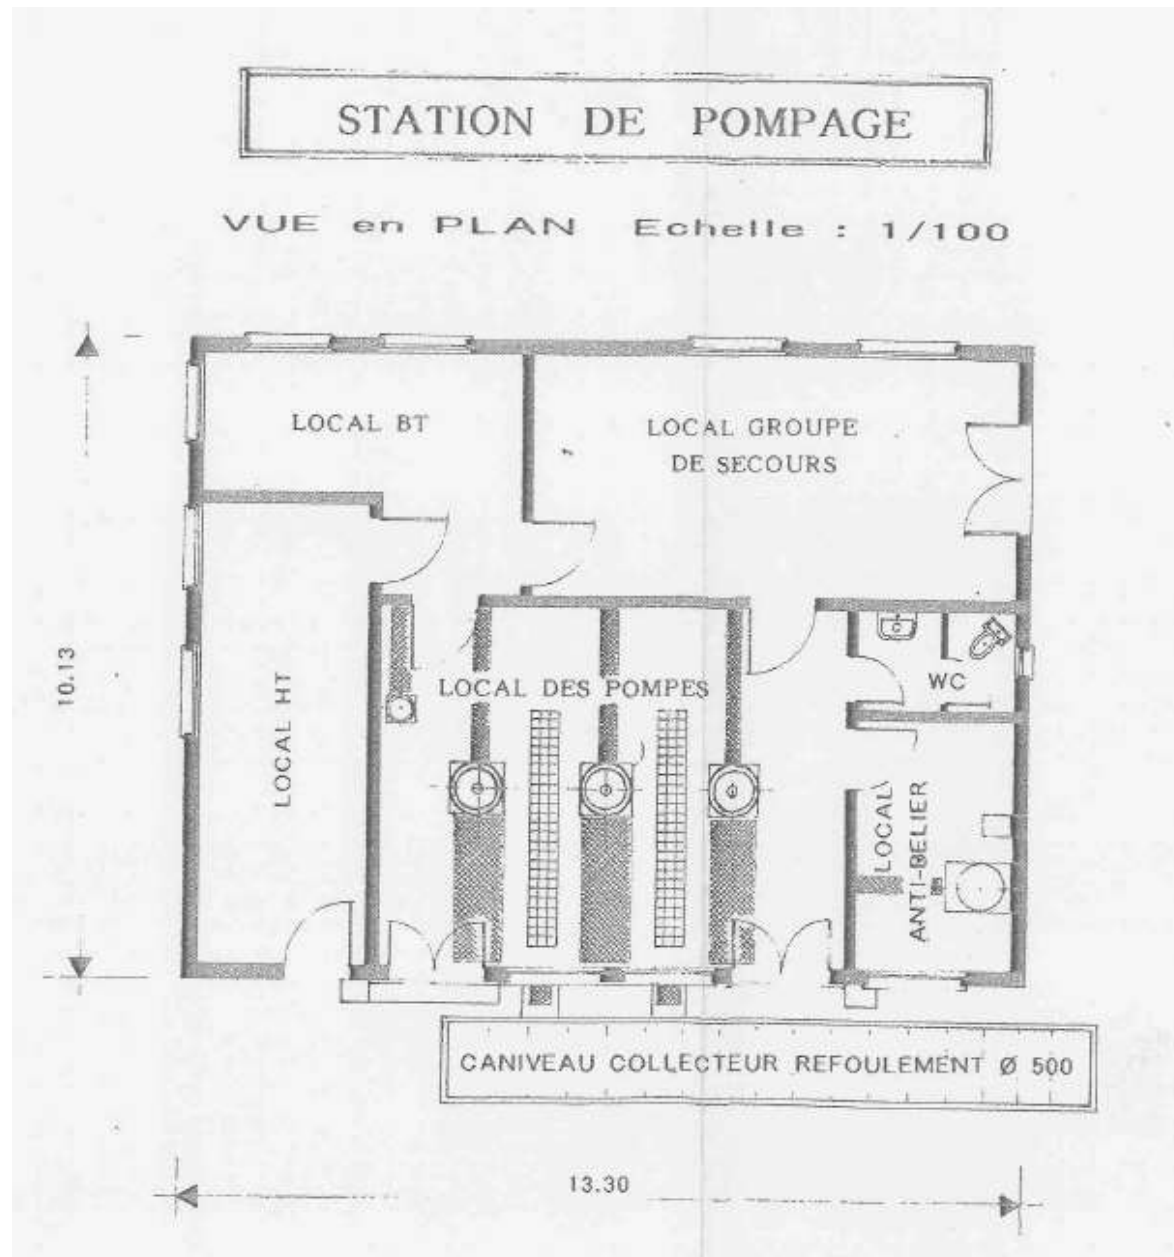 STATION DE POMPAGE
VUE en PLAN Echelle : 1/100
LOCAL BT
LOCAL GROUPE
DE SECOURS
10.13
LOCAL HT
LOCAL DES POMPES
WC
LOCAL
ANTI-BELIER
CANIVEAU COLLECTEUR REFOULEMENT Ø 500
13.30